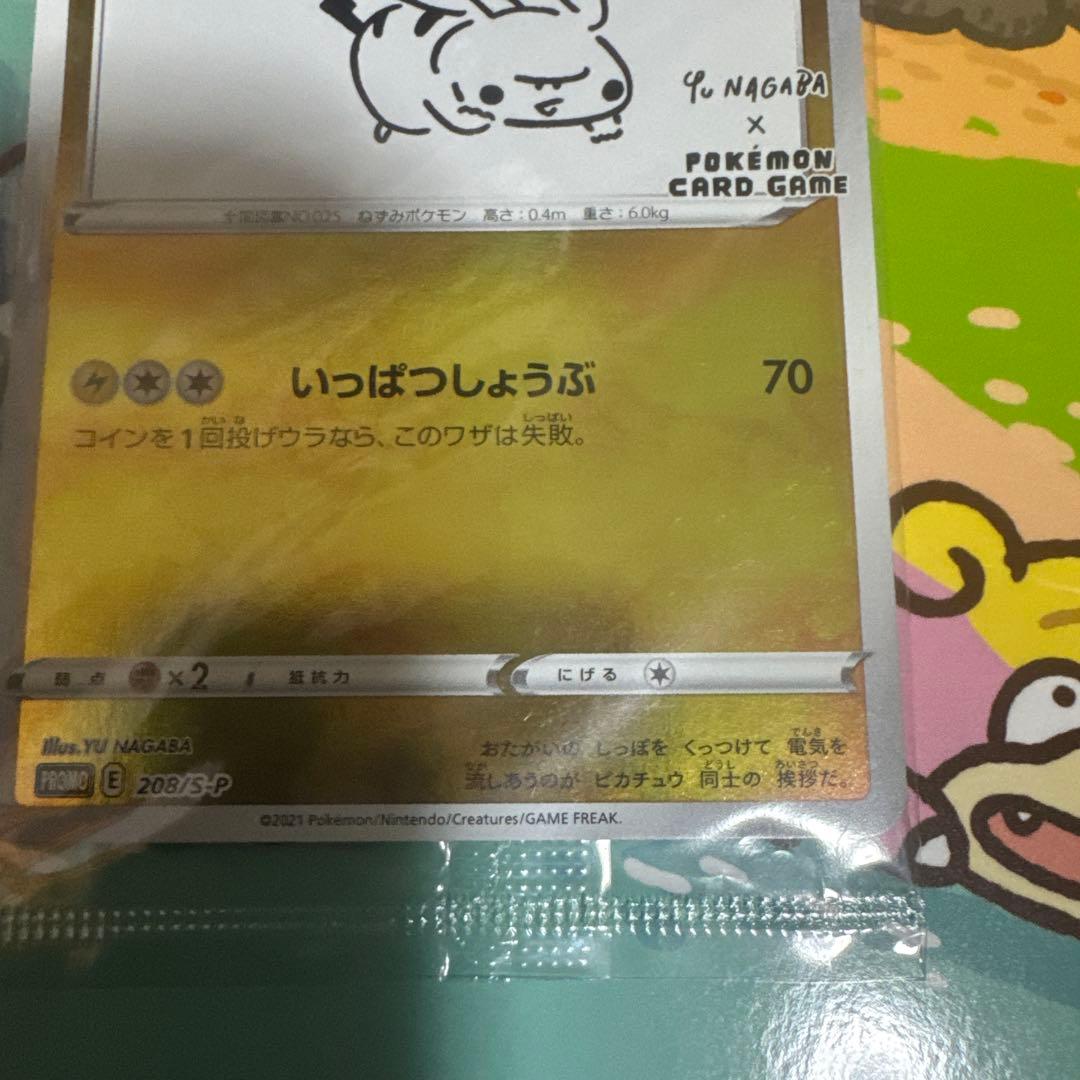 Yu NAGABA
×
POKÉMON
CARD GAME
全国図鑑NO.025 ねずみポケモン 高さ:0.4m 重さ:6.0kg
いっぱつしょうぶ 70
コインを1回投げウラなら、このワザは失敗。
弱点 ×2 抵抗力 にげる
Illus.YU NAGABA
PROMO E 208/S-P
おたがいの しっぽを くっつけて 電気を
流しあうのが ピカチュウ 同士の 挨拶だ。
©2021 Pokémon/Nintendo/Creatures/GAME FREAK.